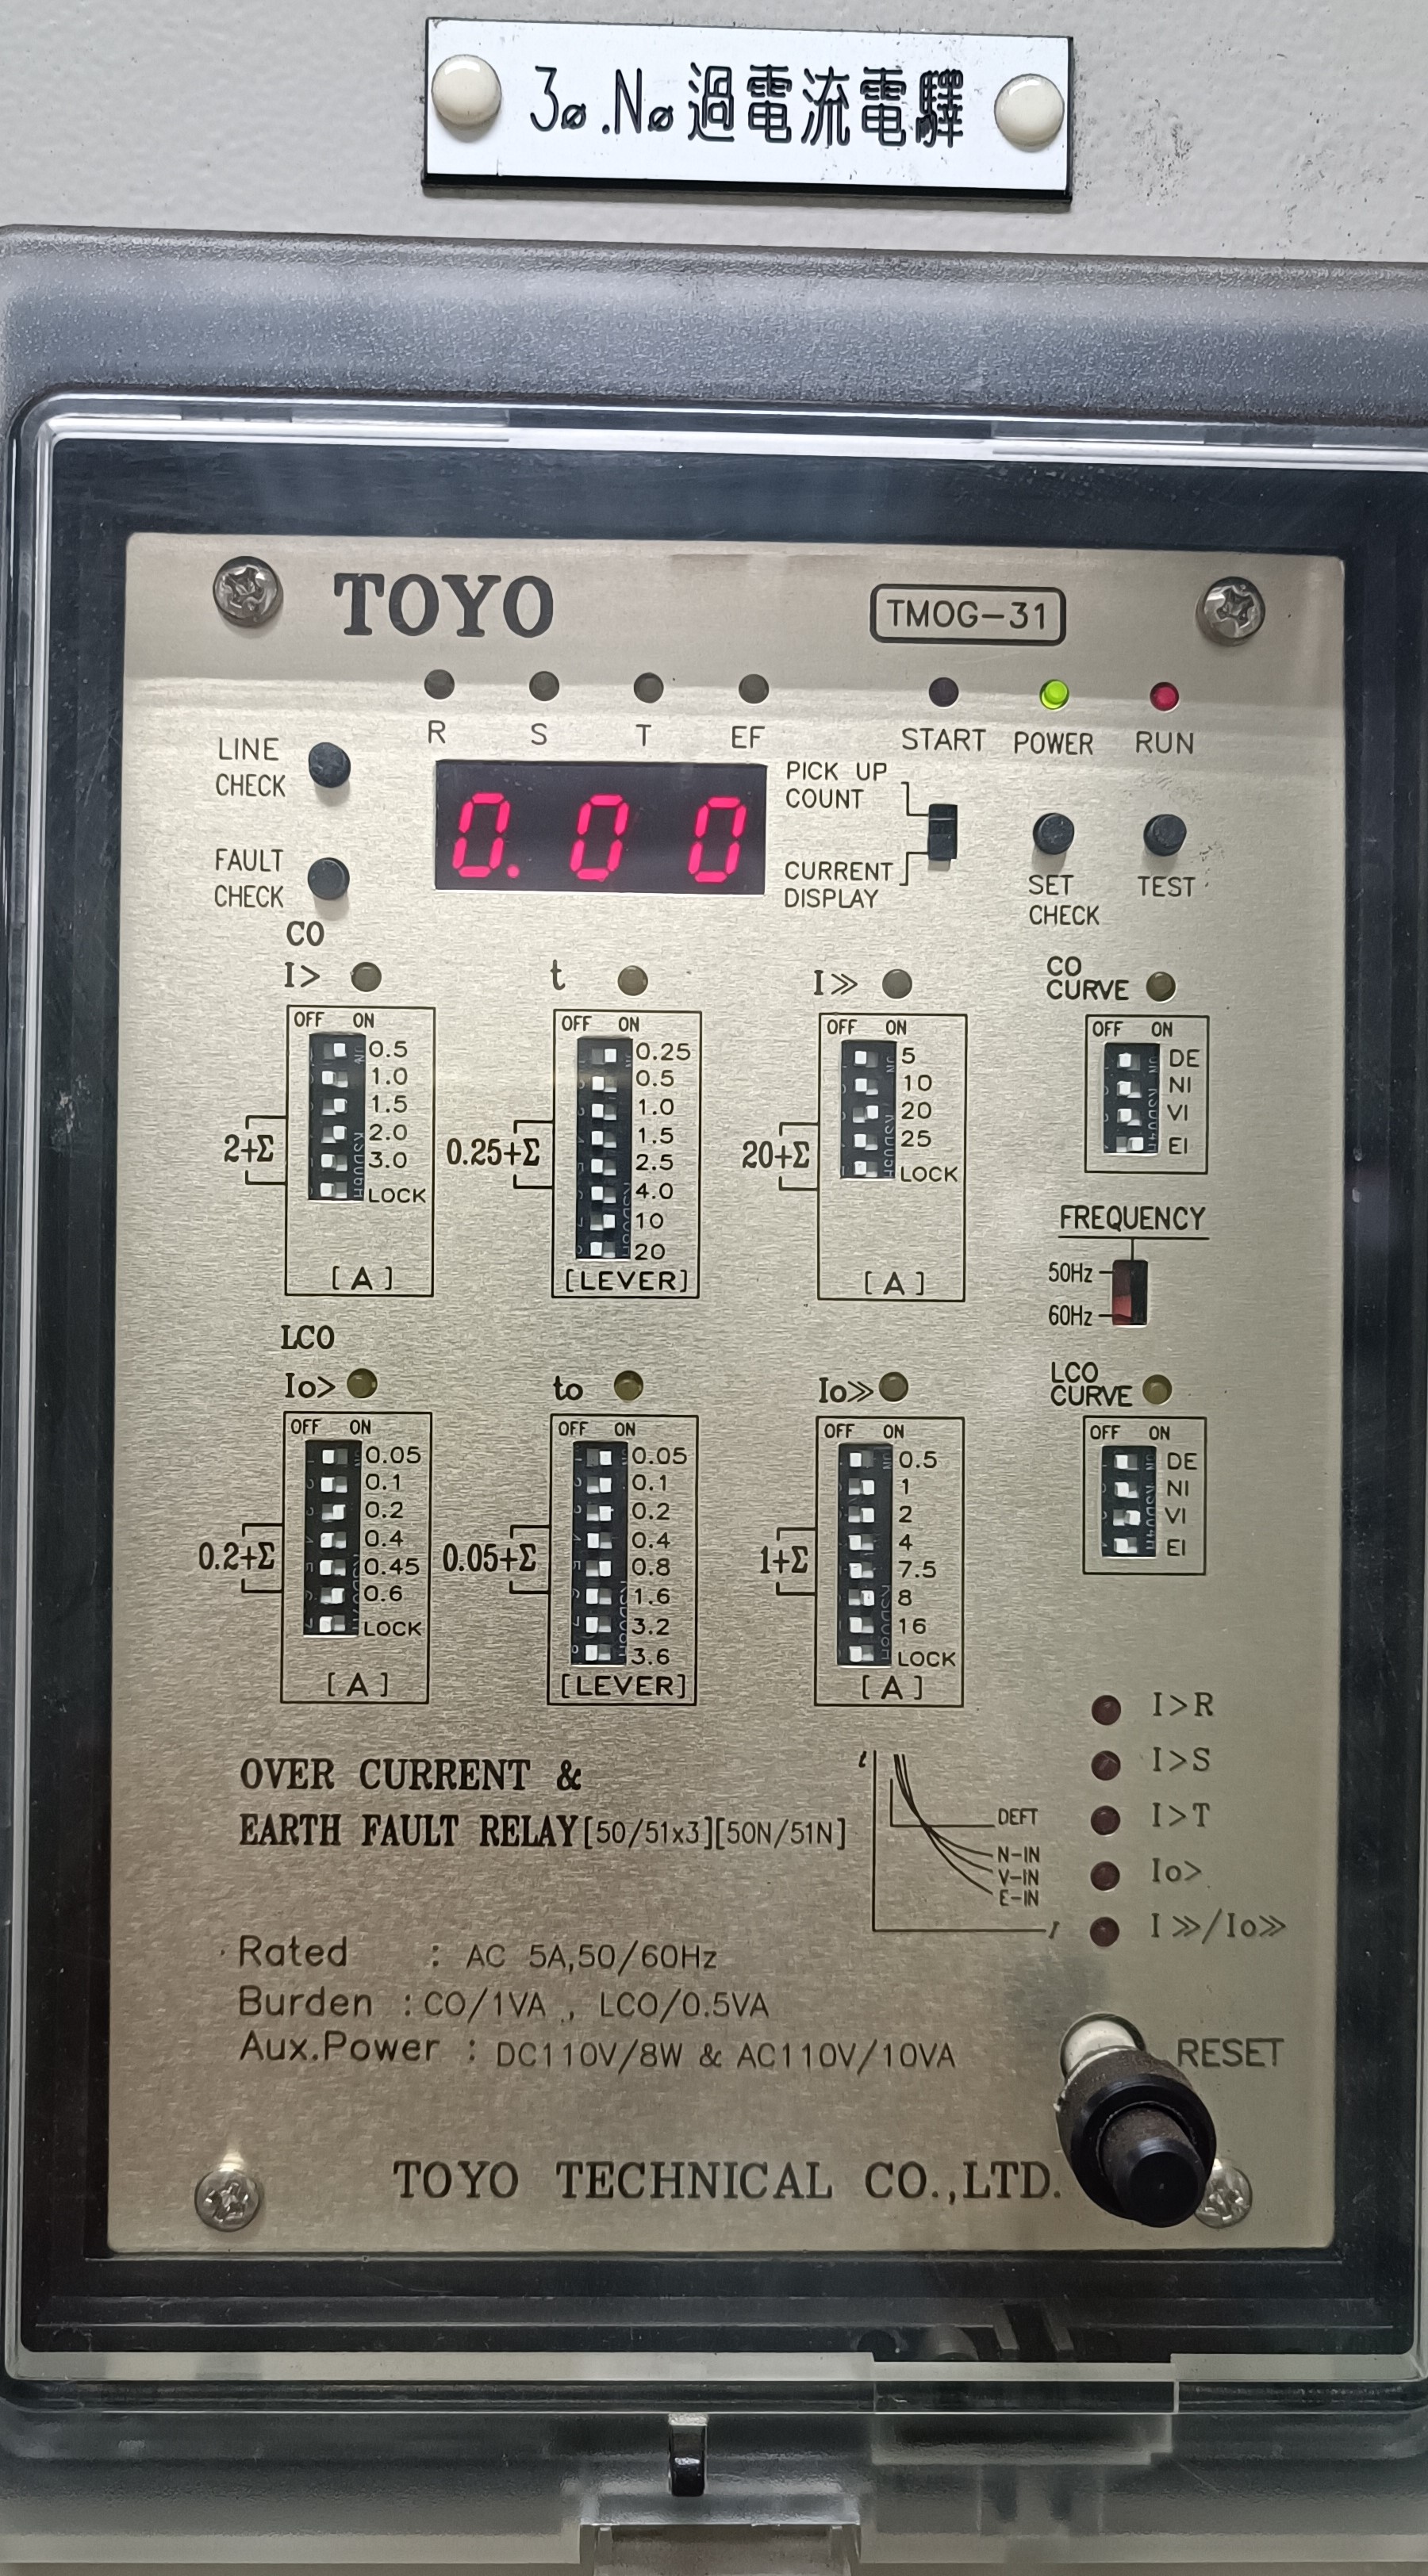 3ø.Nø過電流電驛
TOYO
TMOG-31
R S T EF
START POWER RUN
LINE CHECK
FAULT CHECK
0.00
PICK UP COUNT
CURRENT DISPLAY
SET CHECK
TEST
CO
I>
OFF ON
0.5
1.0
1.5
2.0
3.0
LOCK
2+Σ
[A]
t
OFF ON
0.25
0.5
1.0
1.5
2.5
4.0
10
20
0.25+Σ
[LEVER]
I≫
OFF ON
5
10
20
25
LOCK
20+Σ
[A]
CO CURVE
OFF ON
DE
NI
VI
EI
FREQUENCY
50Hz
60Hz
LCO
Io>
OFF ON
0.05
0.1
0.2
0.4
0.45
0.6
LOCK
0.2+Σ
[A]
to
OFF ON
0.05
0.1
0.2
0.4
0.8
1.6
3.2
3.6
0.05+Σ
[LEVER]
Io≫
OFF ON
0.5
1
2
4
7.5
8
16
LOCK
1+Σ
[A]
LCO CURVE
OFF ON
DE
NI
VI
EI
I>R
I>S
I>T
Io>
I≫/Io≫
OVER CURRENT &
EARTH FAULT RELAY[50/51x3][50N/51N]
t
DEFT
N-IN
V-IN
E-IN
I
Rated : AC 5A,50/60Hz
Burden : CO/1VA , LCO/0.5VA
Aux.Power : DC110V/8W & AC110V/10VA
RESET
TOYO TECHNICAL CO.,LTD.